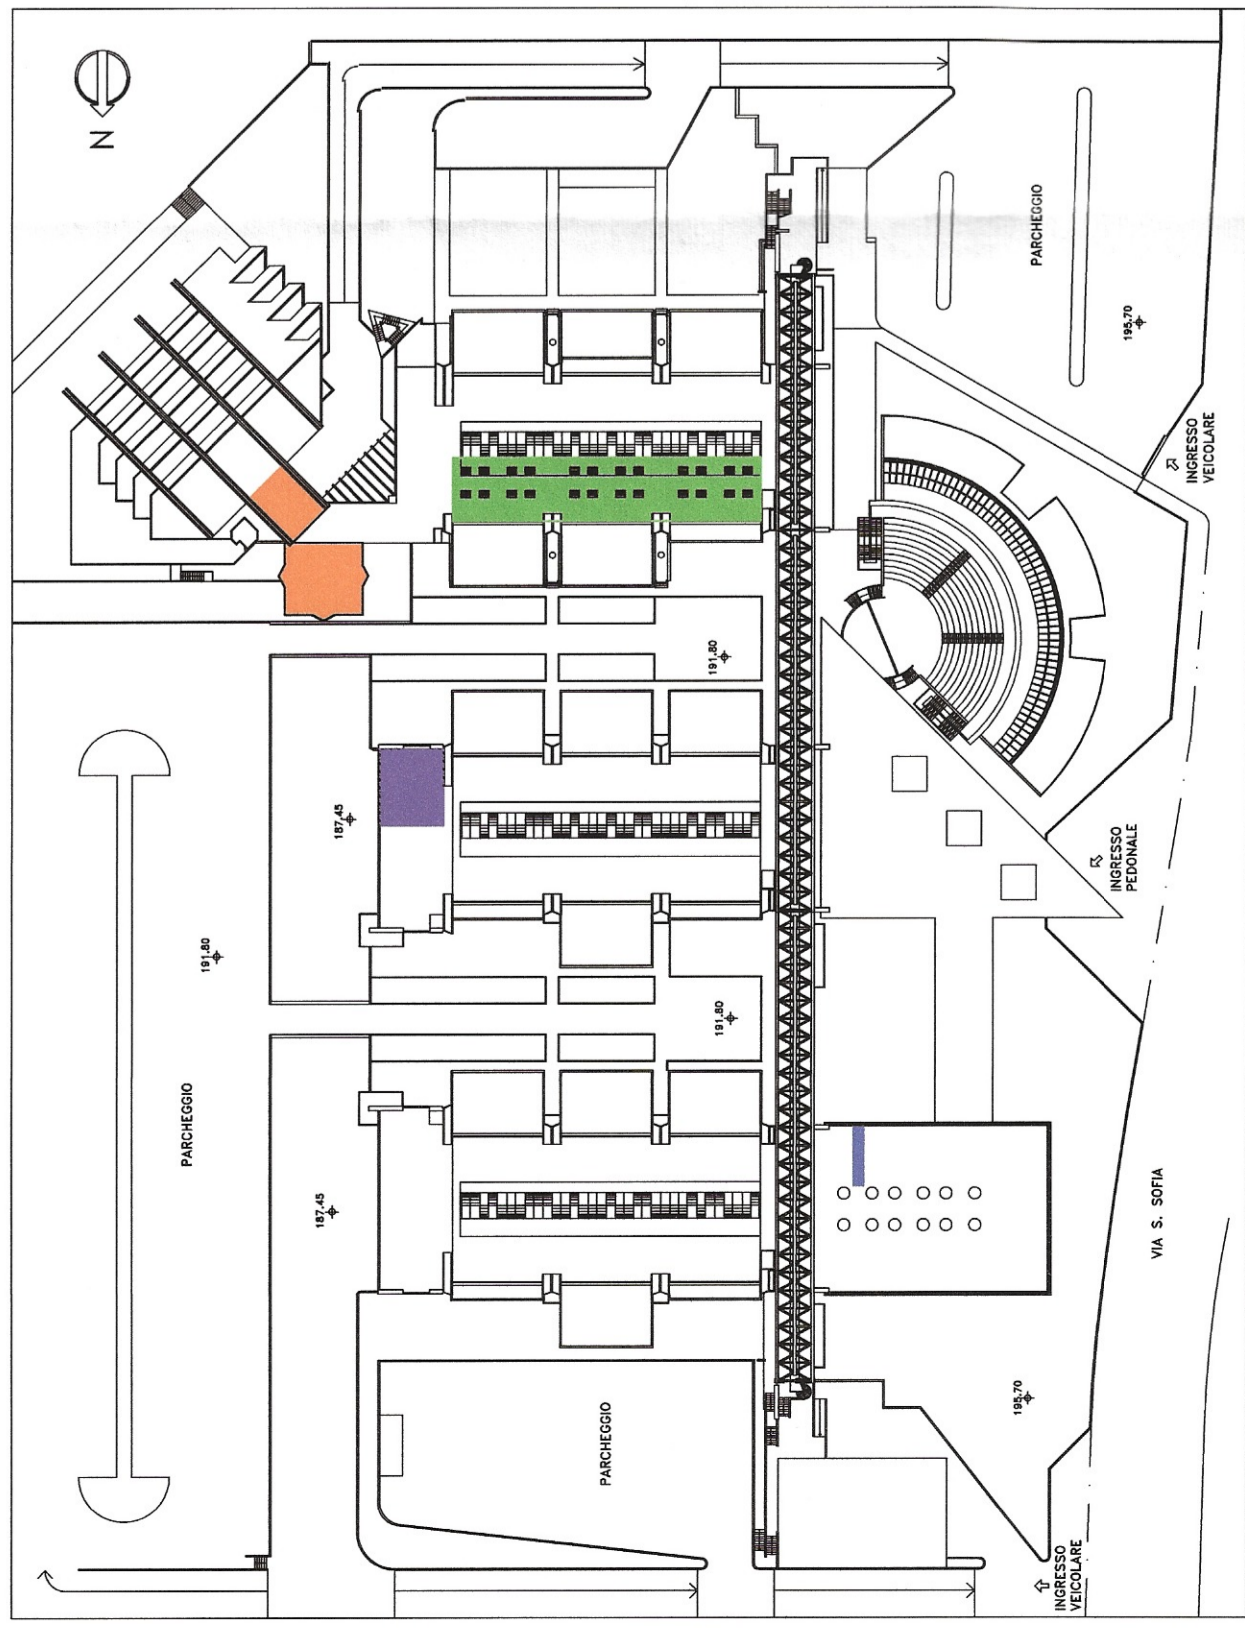 N
PARCHEGGIO
195.70
INGRESSO
VEICOLARE
191.80
187.45
INGRESSO
PEDONALE
191.80
191.80
PARCHEGGIO
187.45
VIA S. SOFIA
195.70
PARCHEGGIO
INGRESSO
VEICOLARE